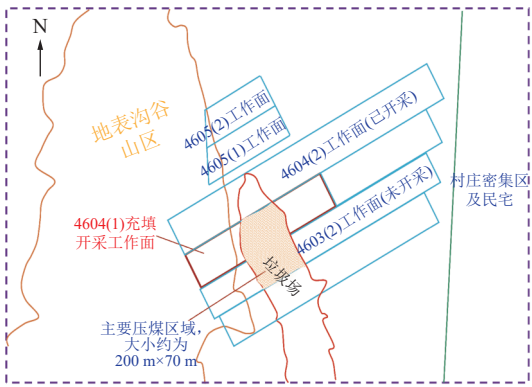 N
地表沟谷
山区
4605(2)工作面
4605(1)工作面
4604(2)工作面(已开采)
村庄密集区
及民宅
4604(1)充填
开采工作面
4603(2)工作面(未开采)
垃圾场
主要压煤区域，
大小约为
200 m×70 m